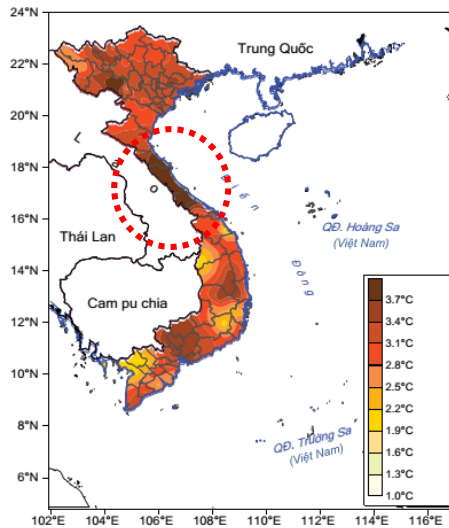 24°N
22°N
20°N
18°N
16°N
14°N
12°N
10°N
8°N
6°N
Trung Quốc
L
o
Thái Lan
Cam pu chia
B i ể n
Đ ô n g
QĐ. Hoàng Sa
(Việt Nam)
QĐ. Trường Sa
(Việt Nam)
3.7°C
3.4°C
3.1°C
2.8°C
2.5°C
2.2°C
1.9°C
1.6°C
1.3°C
1.0°C
102°E 104°E 106°E 108°E 110°E 112°E 114°E 116°E